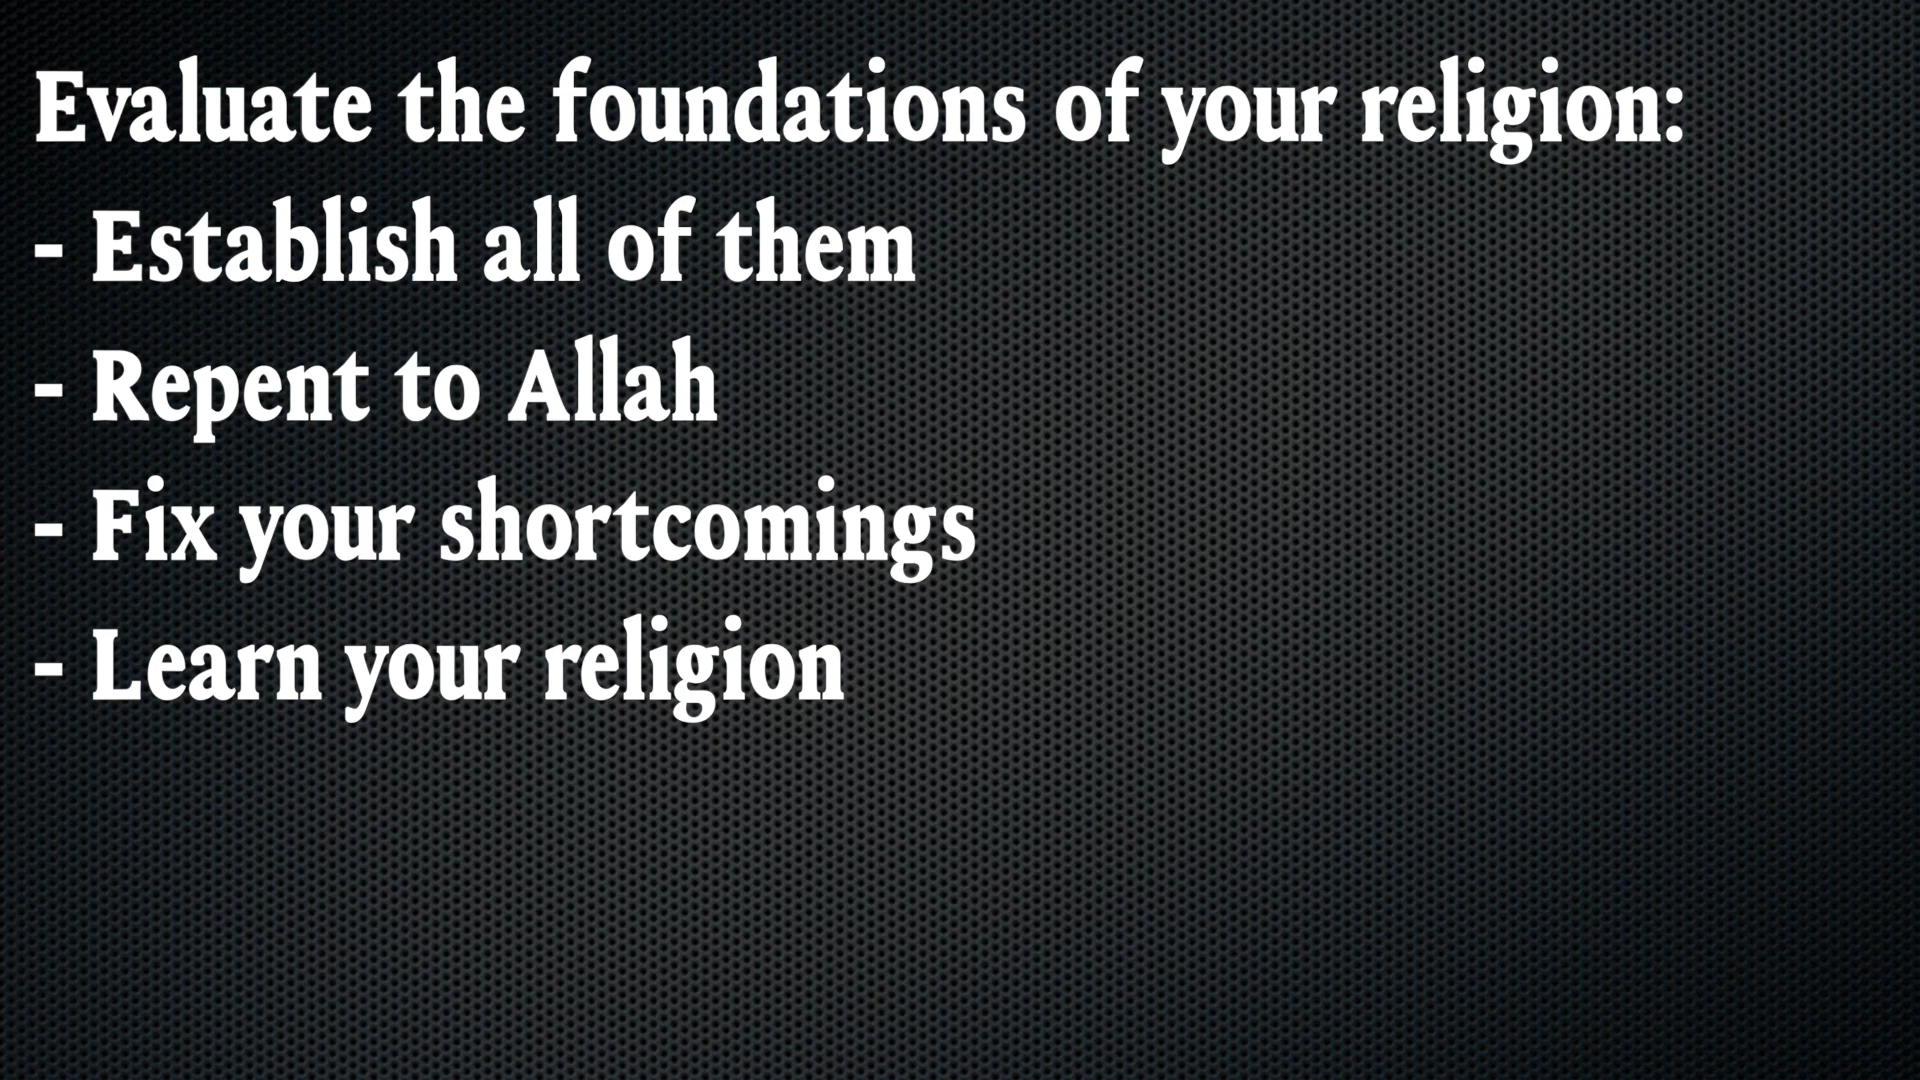 Evaluate the foundations of your religion:
- Establish all of them
- Repent to Allah
- Fix your shortcomings
- Learn your religion